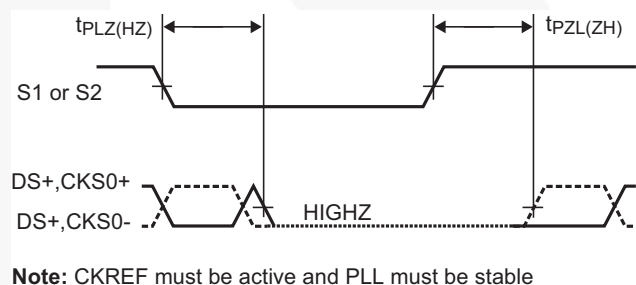 tPLZ(HZ)
tPZL(ZH)
S1 or S2
DS+,CKS0+
DS+,CKS0-
HIGHZ
Note: CKREF must be active and PLL must be stable